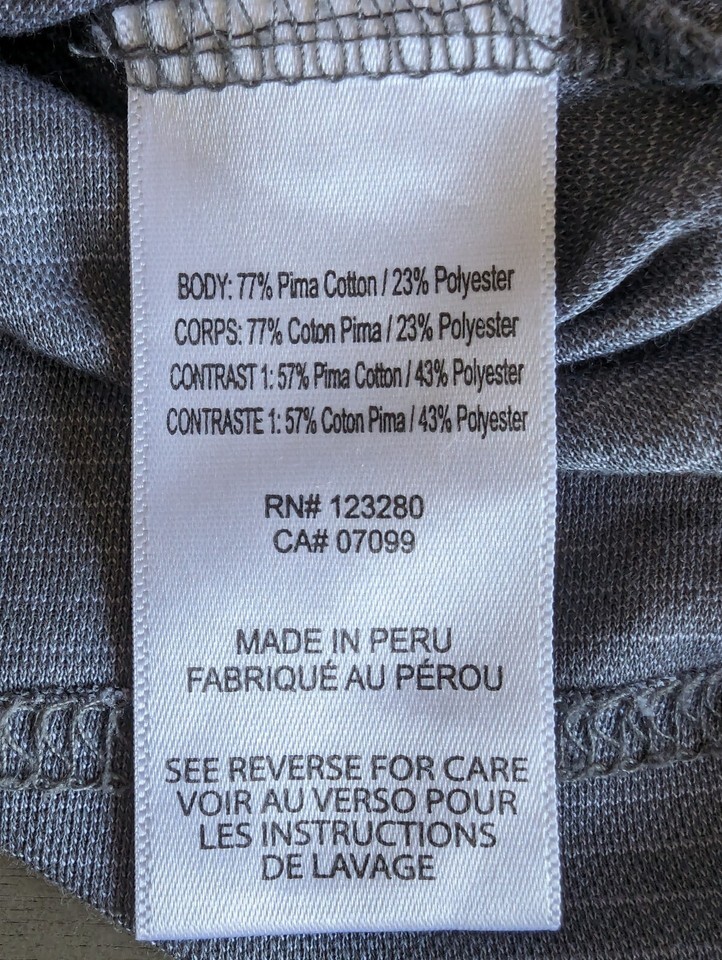 BODY: 77% Pima Cotton / 23% Polyester
CORPS: 77% Coton Pima / 23% Polyester
CONTRAST 1: 57% Pima Cotton / 43% Polyester
CONTRASTE 1: 57% Coton Pima / 43% Polyester
RN# 123280
CA# 07099
MADE IN PERU
FABRIQUÉ AU PÉROU
SEE REVERSE FOR CARE
VOIR AU VERSO POUR
LES INSTRUCTIONS
DE LAVAGE